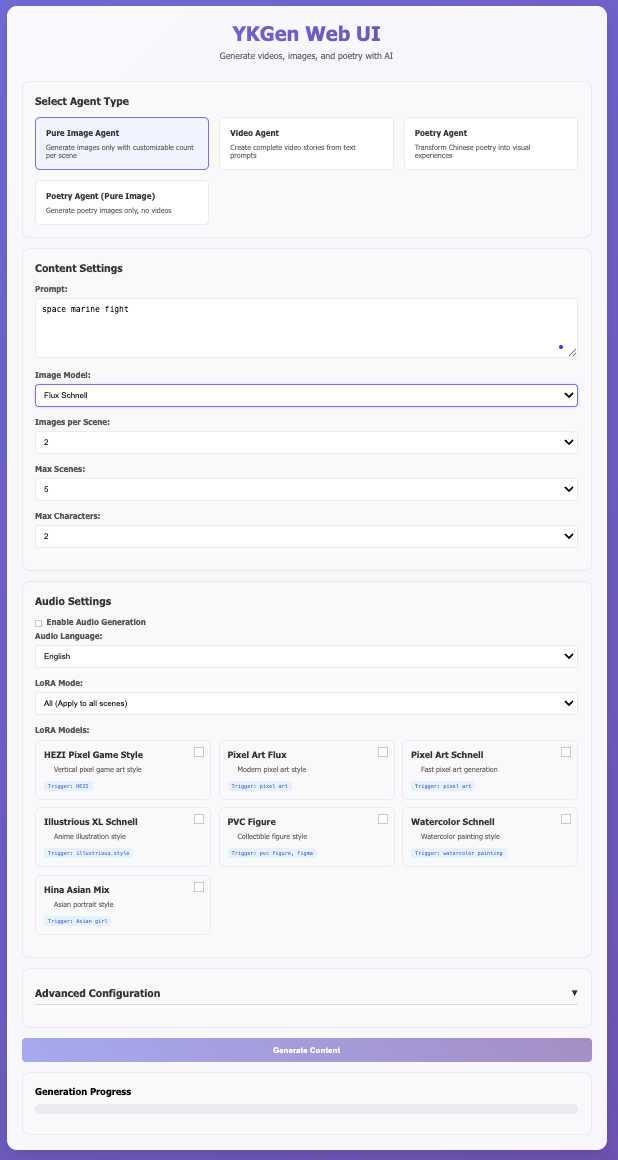 YKGen Web UI
Generate videos, images, and poetry with AI
Select Agent Type
Pure Image Agent
Generate images only with customizable count
per scene
Video Agent
Create complete video stories from text
prompts
Poetry Agent
Transform Chinese poetry into visual
experiences
Poetry Agent (Pure Image)
Generate poetry images only, no videos
Content Settings
Prompt:
space marine fight
Image Model:
Flux Schnell
Images per Scene:
2
Max Scenes:
5
Max Characters:
2
Audio Settings
Enable Audio Generation
Audio Language:
English
LoRA Mode:
All (Apply to all scenes)
LoRA Models:
HEZI Pixel Game Style
Vertical pixel game art style
Trigger: HEZI
Pixel Art Flux
Modern pixel art style
Trigger: pixel art
Pixel Art Schnell
Fast pixel art generation
Trigger: pixel art
Illustrious XL Schnell
Anime illustration style
Trigger: illustrious style
PVC Figure
Collectible figure style
Trigger: pvc figure, figma
Watercolor Schnell
Watercolor painting style
Trigger: watercolor painting
Hina Asian Mix
Asian portrait style
Trigger: Asian girl
Advanced Configuration
▼
Generate Content
Generation Progress